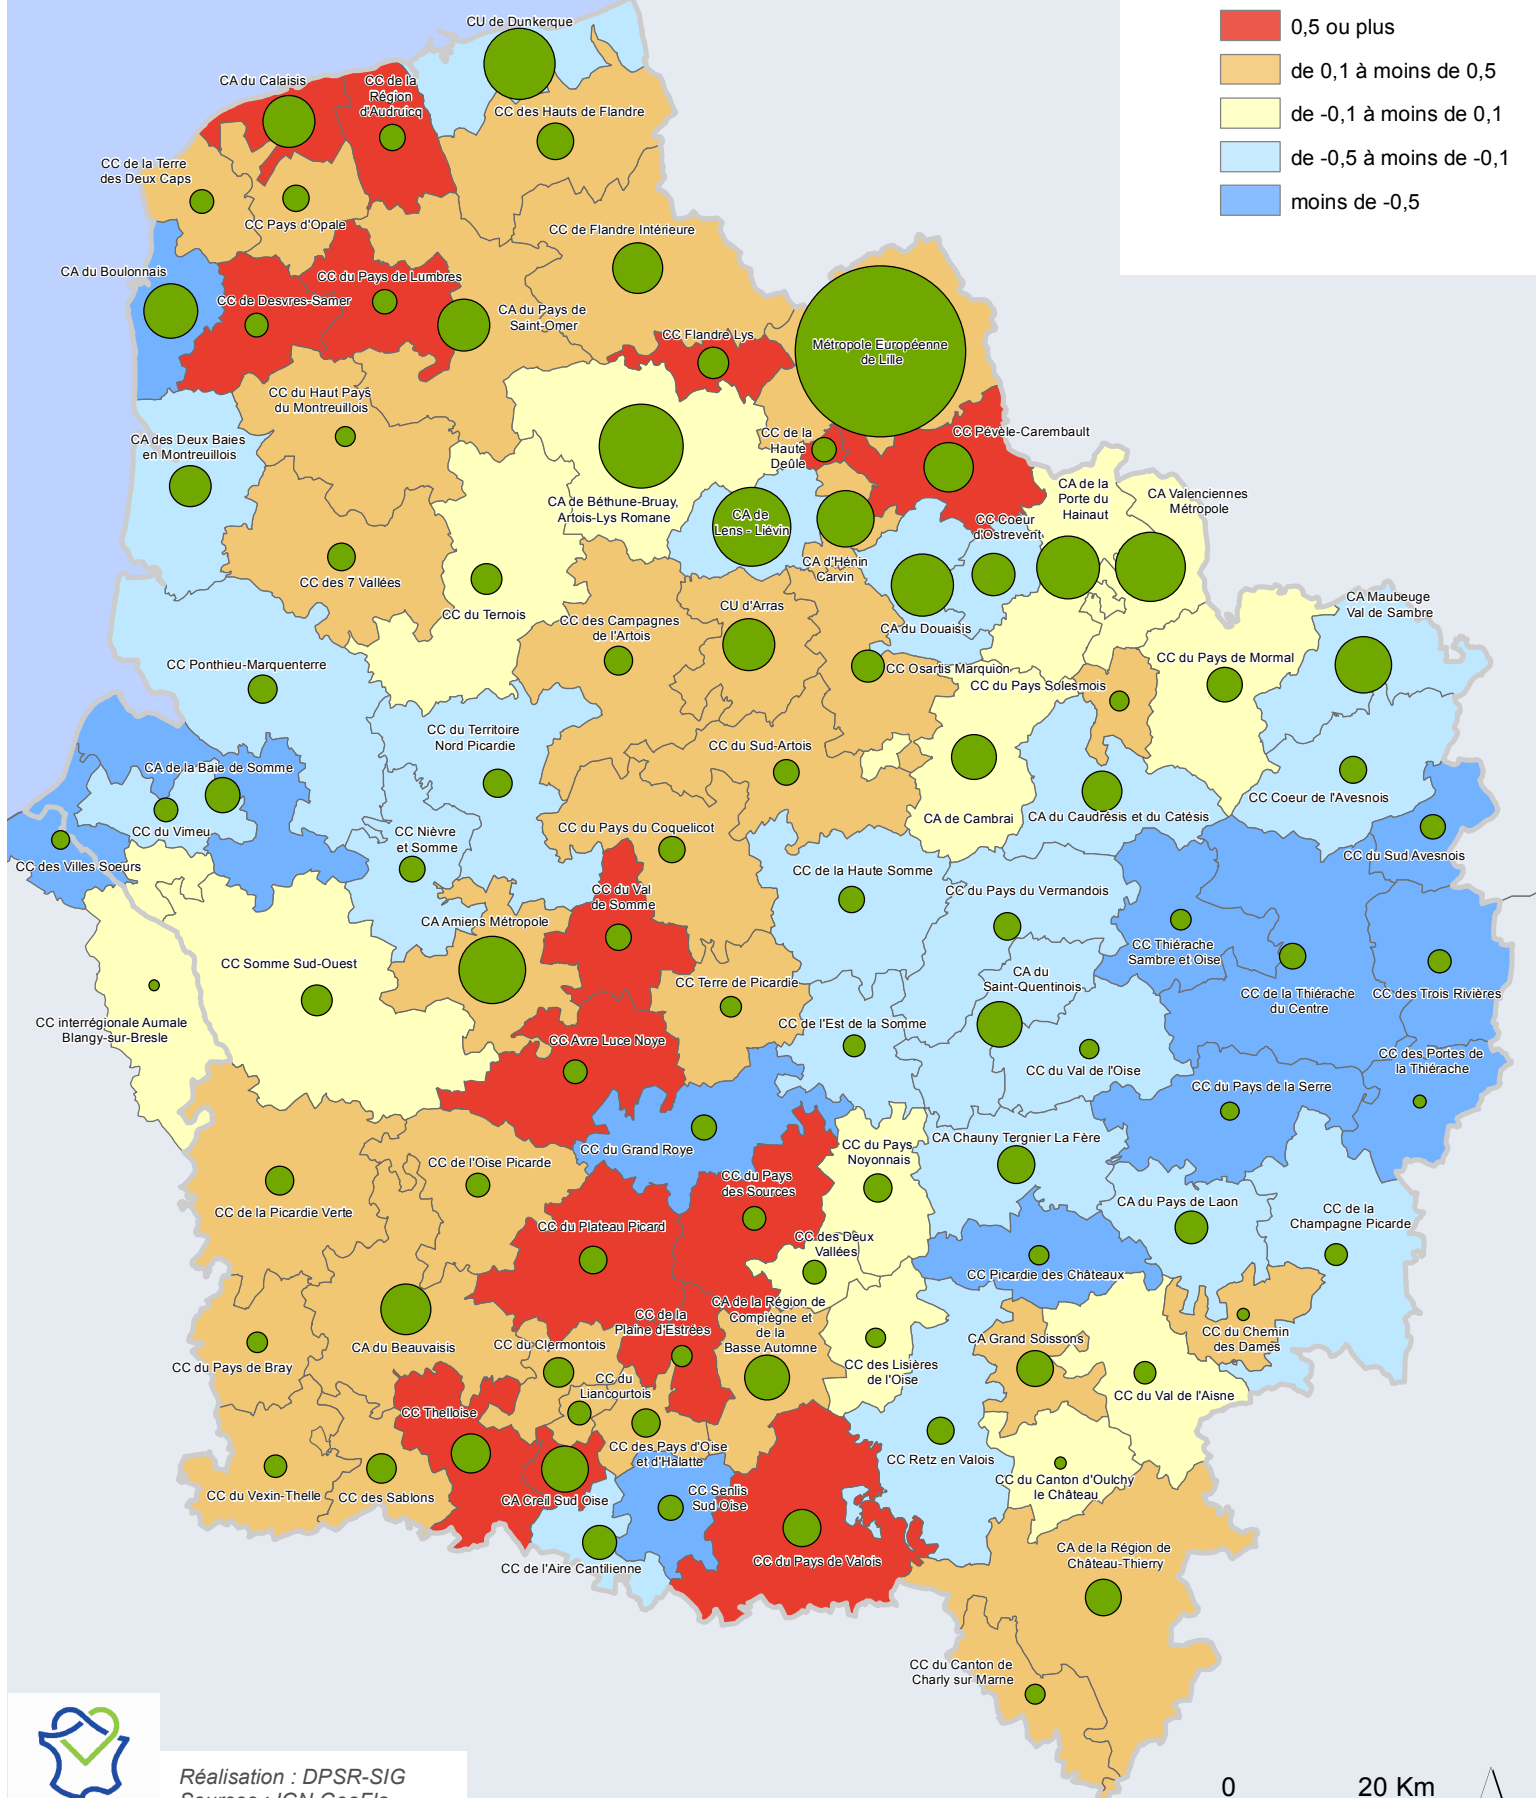 0,5 ou plus
de 0,1 à moins de 0,5
de -0,1 à moins de 0,1
de -0,5 à moins de -0,1
moins de -0,5
CU de Dunkerque
CA du Calaisis
CC de la
Région
d'Audruicq
CC des Hauts de Flandre
CC de la Terre
des Deux Caps
CC Pays d'Opale
CC de Flandre Intérieure
CA du Boulonnais
CC du Pays de Lumbres
CC de Desvres-Samer
CA du Pays de
Saint-Omer
CC Flandre Lys
Métropole Européenne
de Lille
CC du Haut Pays
du Montreuillois
CA des Deux Baies
en Montreuillois
CC de la
Haute
Deûle
CC Pévèle-Carembault
CA de Béthune-Bruay,
Artois-Lys Romane
CA de
Lens - Liévin
CA de la
Porte du
Hainaut
CA Valenciennes
Métropole
CC Coeur
d'Ostrevent
CA d'Hénin
Carvin
CC des 7 Vallées
CC du Ternois
CC des Campagnes
de l'Artois
CU d'Arras
CA du Douaisis
CA Maubeuge
Val de Sambre
CC Ponthieu-Marquenterre
CC Osartis Marquion
CC du Pays Solesmois
CC du Pays de Mormal
CC du Territoire
Nord Picardie
CC du Sud-Artois
CA de la Baie de Somme
CC du Vimeu
CC Nièvre
et Somme
CC du Pays du Coquelicot
CA de Cambrai
CA du Caudrésis et du Catésis
CC Coeur de l'Avesnois
CC des Villes Soeurs
CC du Sud Avesnois
CC de la Haute Somme
CC du Pays du Vermandois
CC du Val
de Somme
CA Amiens Métropole
CC Thiérache
Sambre et Oise
CC Somme Sud-Ouest
CC Terre de Picardie
CA du
Saint-Quentinois
CC de la Thiérache
du Centre
CC des Trois Rivières
CC interrégionale Aumale
Blangy-sur-Bresle
CC Avre Luce Noye
CC de l'Est de la Somme
CC du Val de l'Oise
CC des Portes de
la Thiérache
CC du Pays de la Serre
CC du Grand Roye
CC du Pays
Noyonnais
CA Chauny Tergnier La Fère
CC de l'Oise Picarde
CC du Pays
des Sources
CC de la Picardie Verte
CC du Plateau Picard
CC des Deux
Vallées
CA du Pays de Laon
CC de la
Champagne Picarde
CC Picardie des Châteaux
CA de la Région de
Compiègne et
de la
Basse Automne
CC de la
Plaine d'Estrées
CA du Beauvaisis
CC du Clermontois
CC du Pays de Bray
CC des Lisières
de l'Oise
CA Grand Soissons
CC du Chemin
des Dames
CC du
Liancourtois
CC du Val de l'Aisne
CC Thelloise
CC des Pays d'Oise
et d'Halatte
CC Retz en Valois
CC du Canton d'Oulchy
le Château
CC du Vexin-Thelle
CC des Sablons
CA Creil Sud Oise
CC Senlis
Sud Oise
CC de l'Aire Cantilienne
CC du Pays de Valois
CA de la Région de
Château-Thierry
CC du Canton de
Charly sur Marne
Réalisation : DPSR-SIG
Sources : IGN GeoFla
0 20 Km